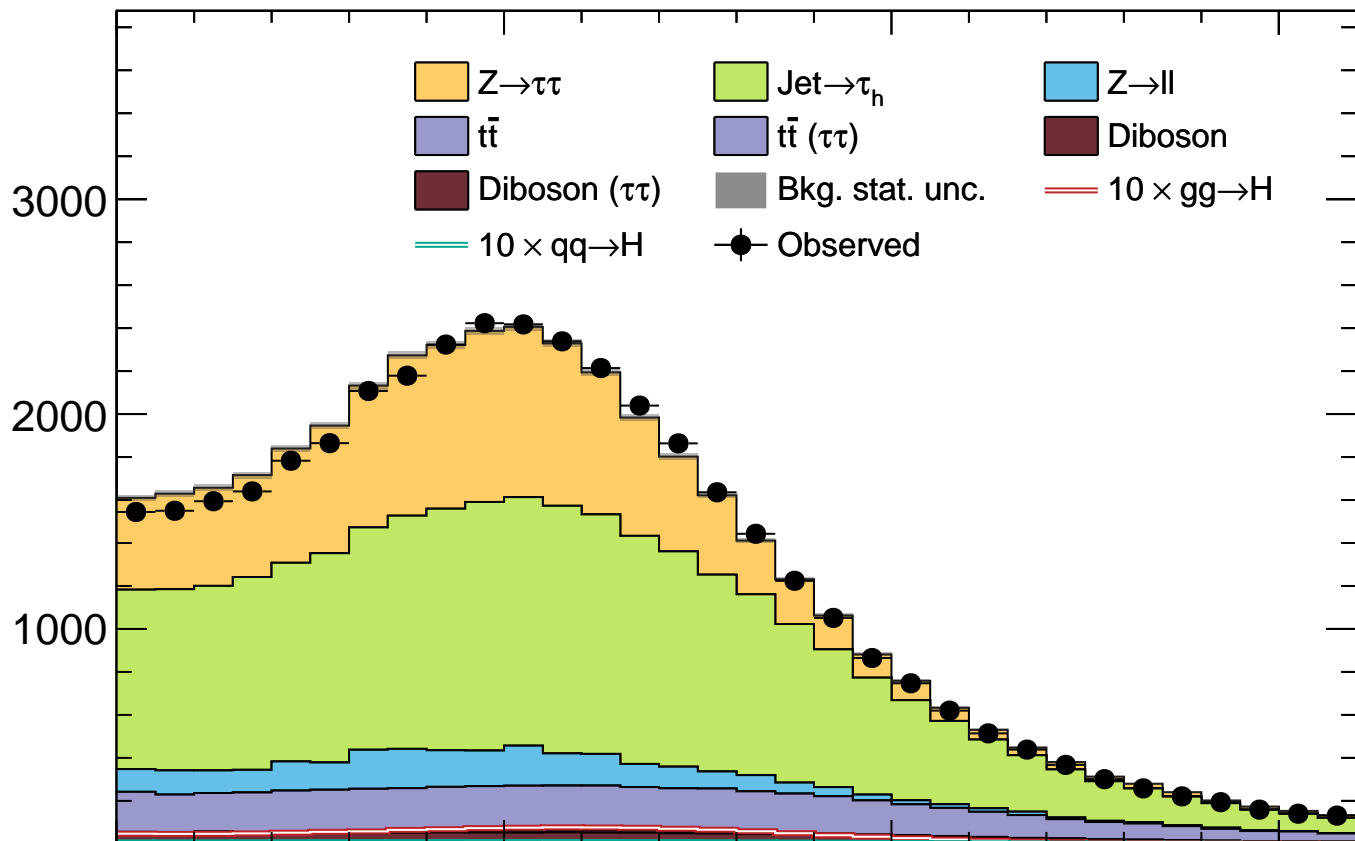 Z→ττ Jet→τₕ Z→ll
tt̄ tt̄ (ττ) Diboson
Diboson (ττ) Bkg. stat. unc. 10 × gg→H
10 × qq→H Observed
3000
2000
1000